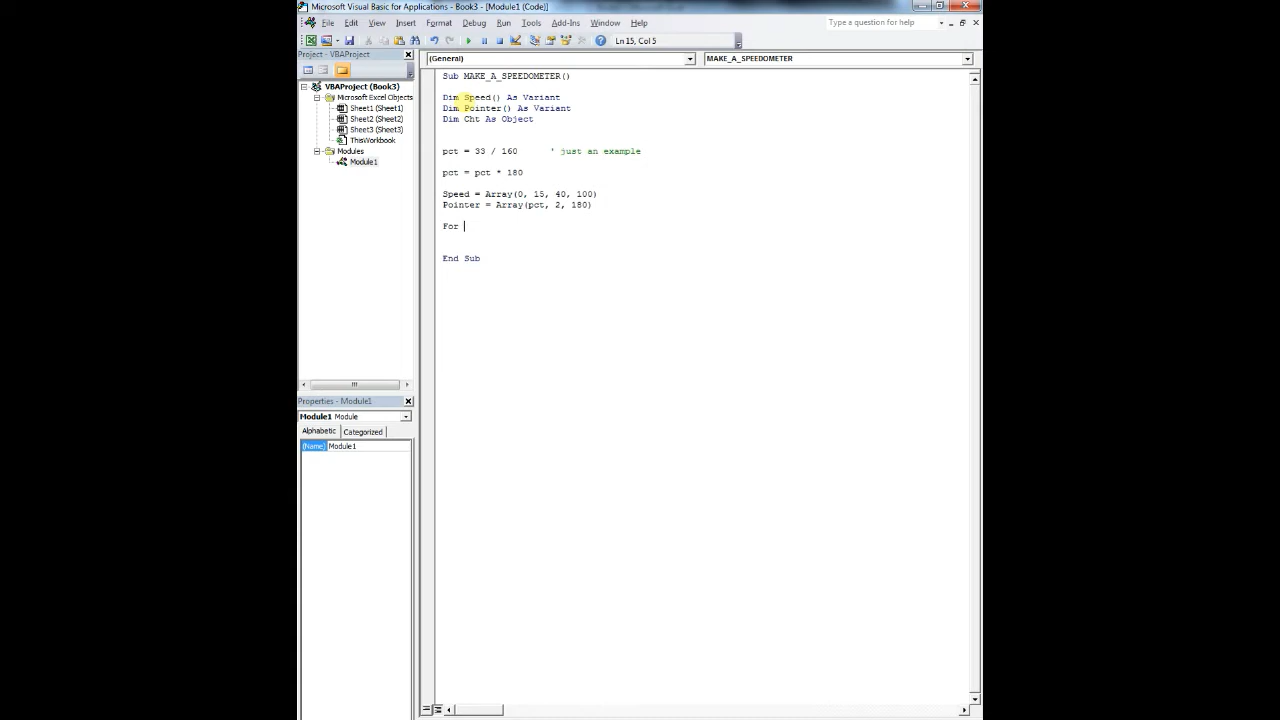 Microsoft Visual Basic for Applications - Book3 - [Module1 (Code)]
File Edit View Insert Format Debug Run Tools Add-Ins Window Help
Type a question for help
Ln 15, Col 5
Project - VBAProject
(General)
MAKE_A_SPEEDOMETER
VBAProject (Book3)
Microsoft Excel Objects
Sheet1 (Sheet1)
Sheet2 (Sheet2)
Sheet3 (Sheet3)
ThisWorkbook
Modules
Module1
Properties - Module1
Module1 Module
Alphabetic Categorized
(Name) Module1
Sub MAKE_A_SPEEDOMETER()
Dim Speed() As Variant
Dim Pointer() As Variant
Dim Cht As Object
pct = 33 / 160 ' just an example
pct = pct * 180
Speed = Array(0, 15, 40, 100)
Pointer = Array(pct, 2, 180)
For
End Sub